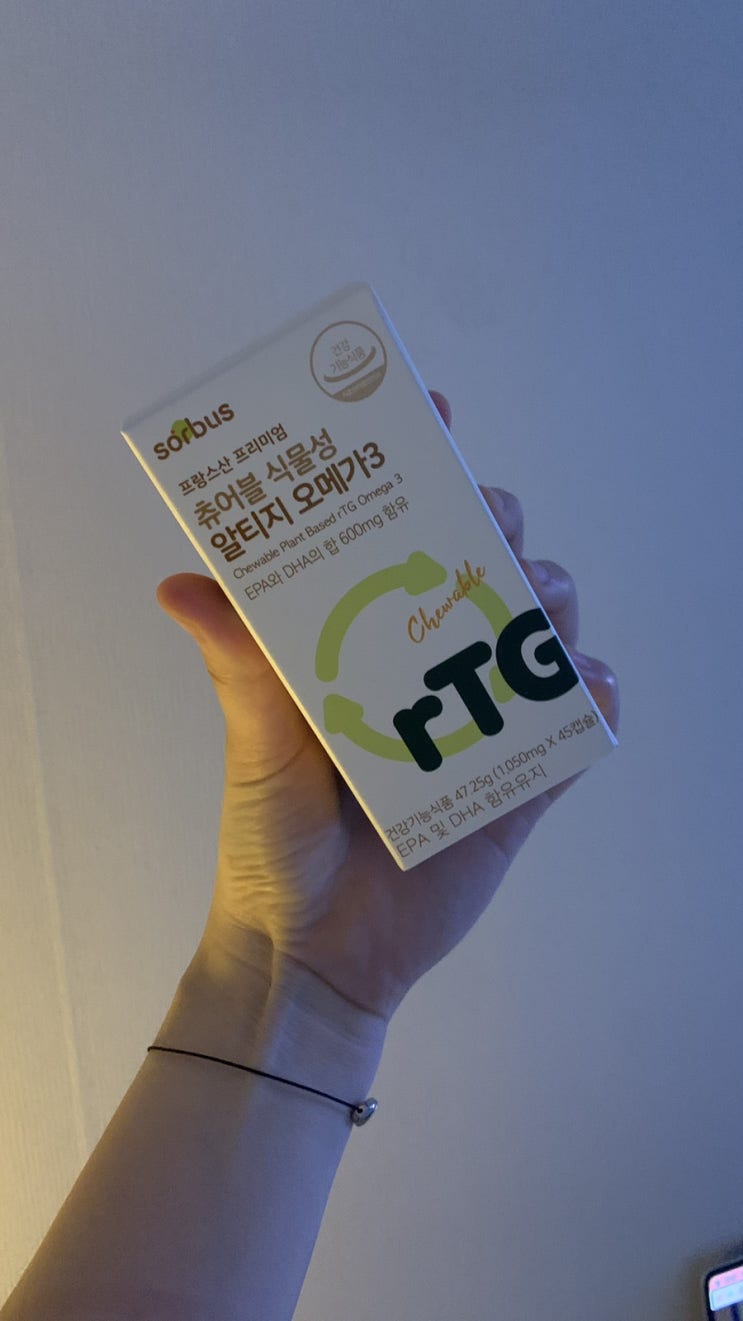 sorbus
건강
기능식품
프랑스산 프리미엄
츄어블 식물성
알티지 오메가3
Chewable Plant Based rTG Omega 3
EPA와 DHA의 합 600mg 함유
Chewable
rTG
건강기능식품 47.25g (1,050mg X 45캡슐)
EPA 및 DHA 함유유지